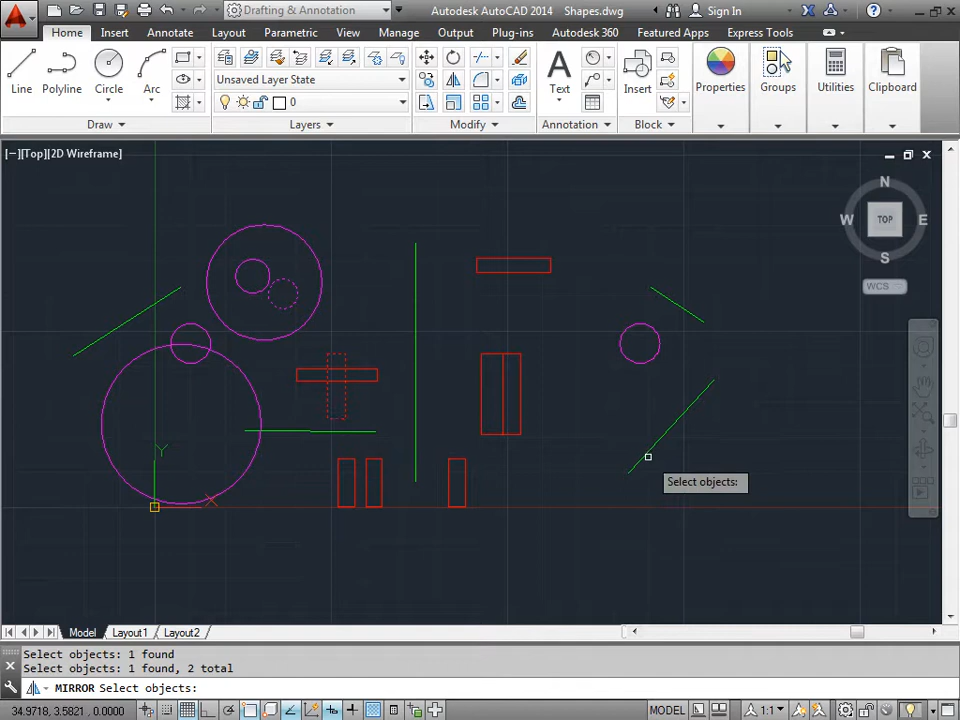 Drafting & Annotation
Autodesk AutoCAD 2014 Shapes.dwg
Sign In
Home Insert Annotate Layout Parametric View Manage Output Plug-ins Autodesk 360 Featured Apps Express Tools
Unsaved Layer State
0
Line Polyline Circle Arc Text Insert Properties Groups Utilities Clipboard
Draw Layers Modify Annotation Block
[−][Top][2D Wireframe]
N
W TOP E
S
WCS
Y
X
Select objects:
Model Layout1 Layout2
Select objects: 1 found
Select objects: 1 found, 2 total
MIRROR Select objects:
34.9718, 3.5821, 0.0000
MODEL
1:1